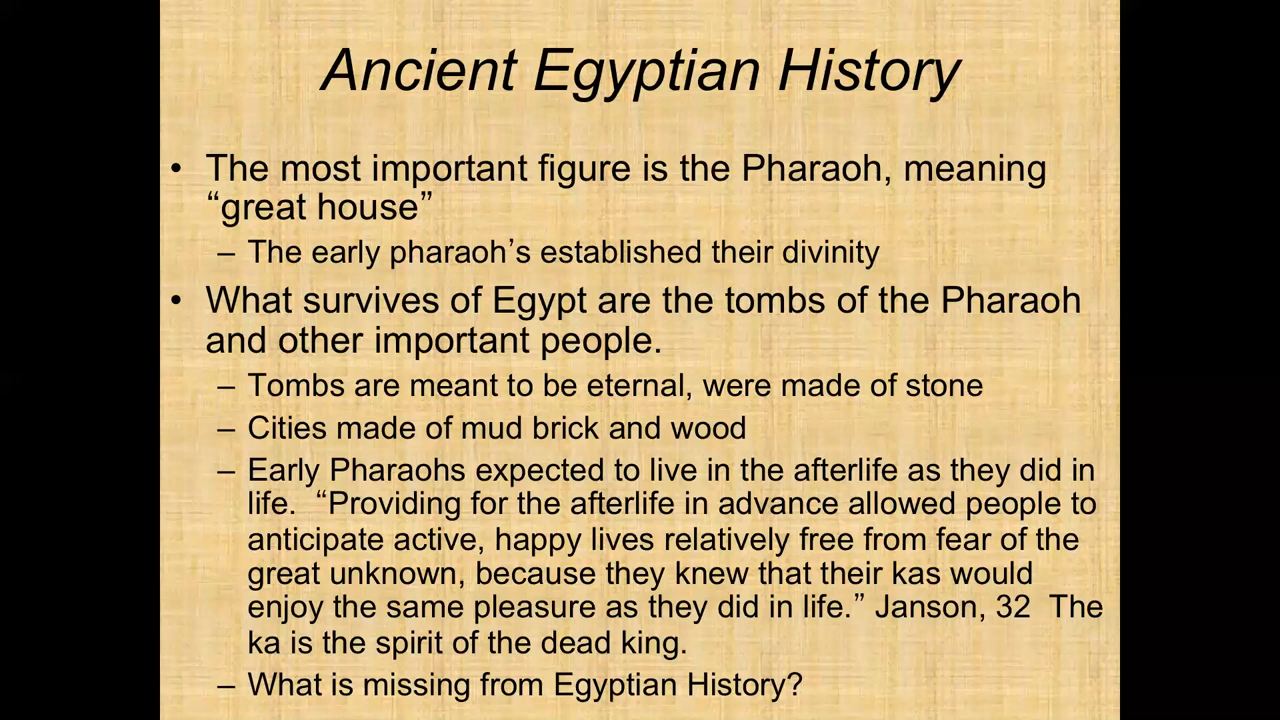 Ancient Egyptian History
• The most important figure is the Pharaoh, meaning
“great house”
– The early pharaoh’s established their divinity
• What survives of Egypt are the tombs of the Pharaoh
and other important people.
– Tombs are meant to be eternal, were made of stone
– Cities made of mud brick and wood
– Early Pharaohs expected to live in the afterlife as they did in
life.  “Providing for the afterlife in advance allowed people to
anticipate active, happy lives relatively free from fear of the
great unknown, because they knew that their kas would
enjoy the same pleasure as they did in life.” Janson, 32  The
ka is the spirit of the dead king.
– What is missing from Egyptian History?